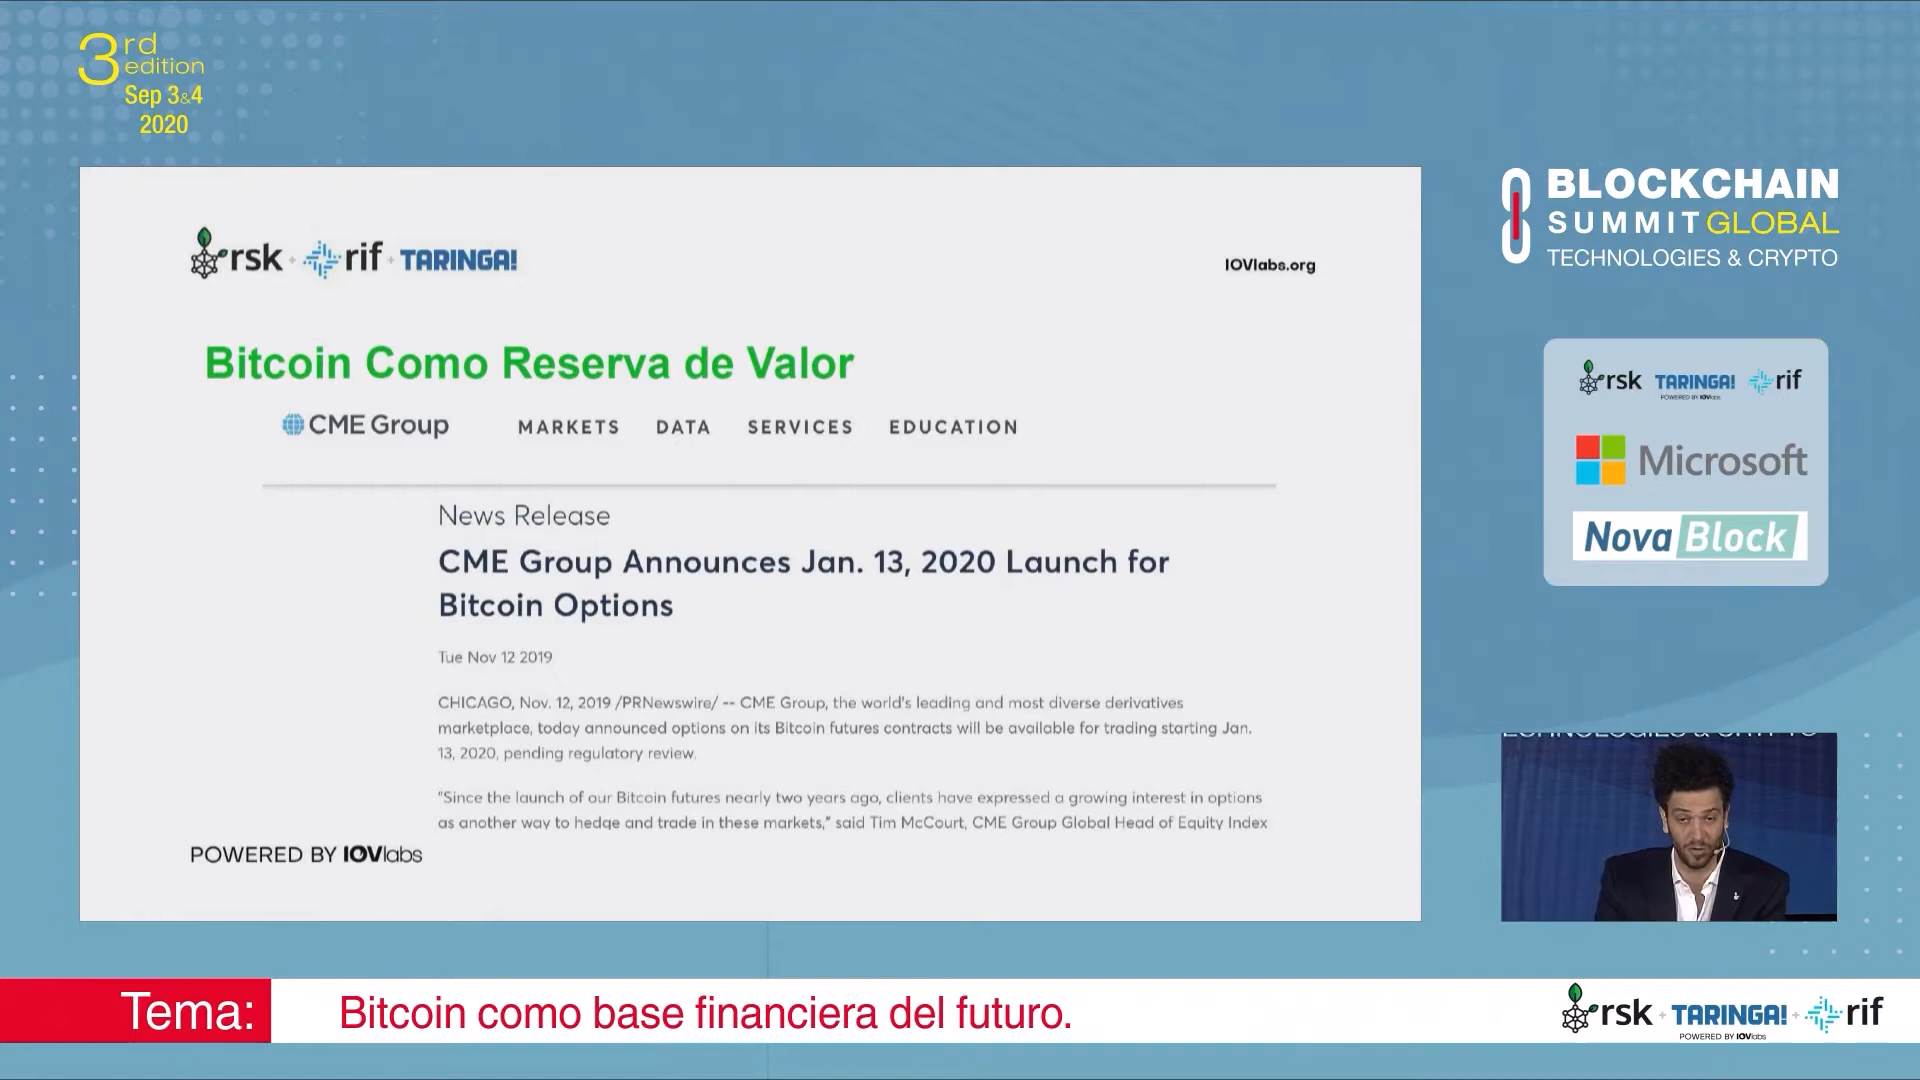 3rd edition
Sep 3&4
2020
rsk + rif + TARINGA!
IOVlabs.org
Bitcoin Como Reserva de Valor
CME Group MARKETS DATA SERVICES EDUCATION
News Release
CME Group Announces Jan. 13, 2020 Launch for
Bitcoin Options
Tue Nov 12 2019
CHICAGO, Nov. 12, 2019 /PRNewswire/ -- CME Group, the world's leading and most diverse derivatives
marketplace, today announced options on its Bitcoin futures contracts will be available for trading starting Jan.
13, 2020, pending regulatory review.
"Since the launch of our Bitcoin futures nearly two years ago, clients have expressed a growing interest in options
as another way to hedge and trade in these markets," said Tim McCourt, CME Group Global Head of Equity Index
POWERED BY IOVlabs
BLOCKCHAIN
SUMMIT GLOBAL
TECHNOLOGIES & CRYPTO
rsk TARINGA! rif
POWERED BY IOVlabs
Microsoft
NovaBlock
TECHNOLOGIES & CRYPTO
Tema: Bitcoin como base financiera del futuro.
rsk + TARINGA! + rif
POWERED BY IOVlabs